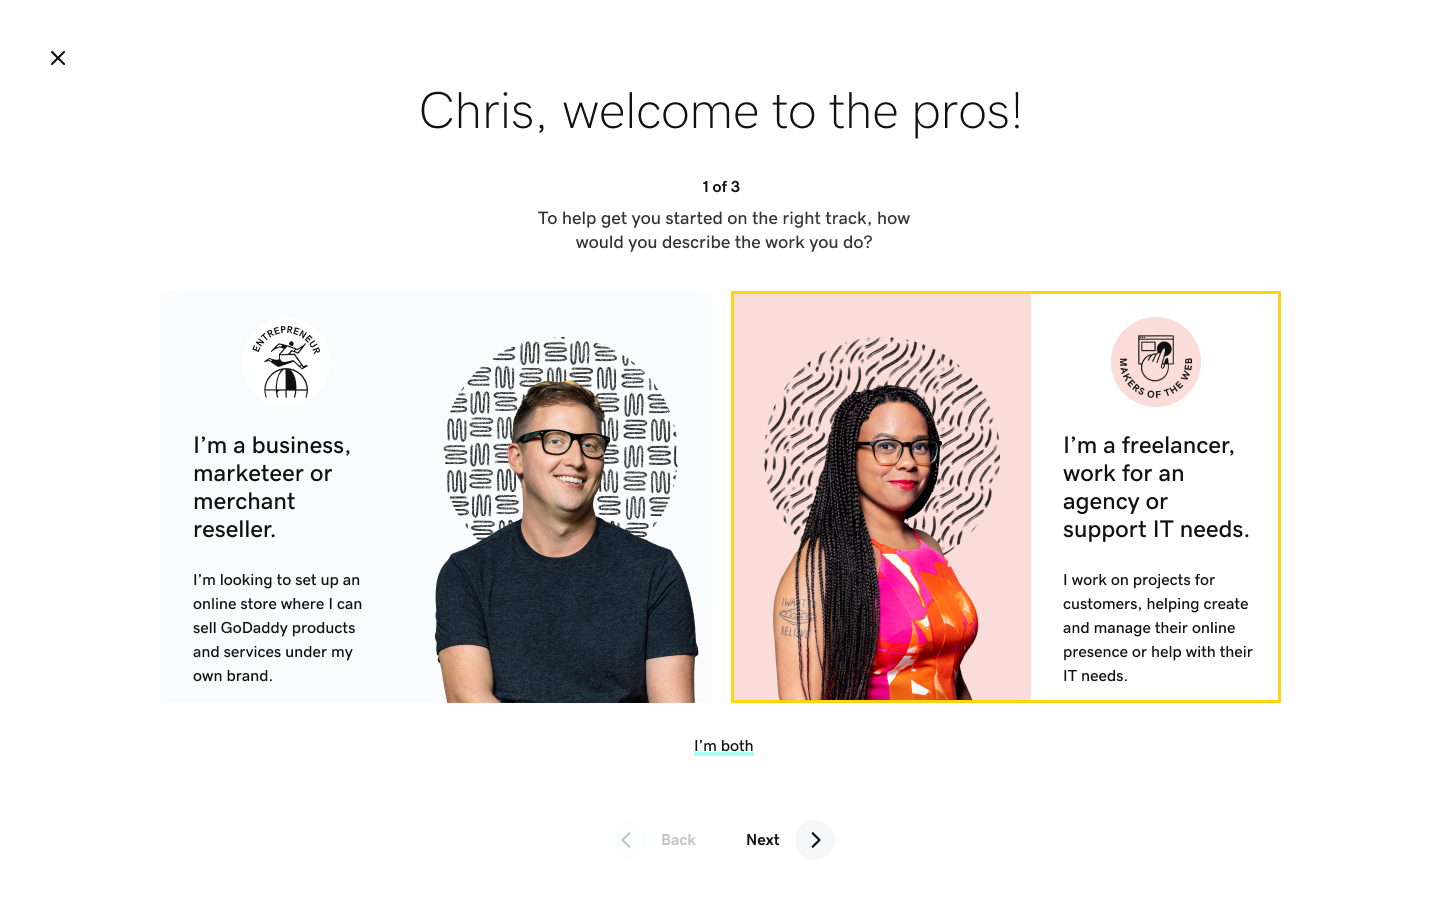 Chris, welcome to the pros!
1 of 3
To help get you started on the right track, how
would you describe the work you do?
ENTREPRENEUR
I'm a business,
marketeer or
merchant
reseller.
I'm looking to set up an
online store where I can
sell GoDaddy products
and services under my
own brand.
I WANT
BELIEVE
MAKERS OF THE WEB
I'm a freelancer,
work for an
agency or
support IT needs.
I work on projects for
customers, helping create
and manage their online
presence or help with their
IT needs.
I'm both
Back
Next